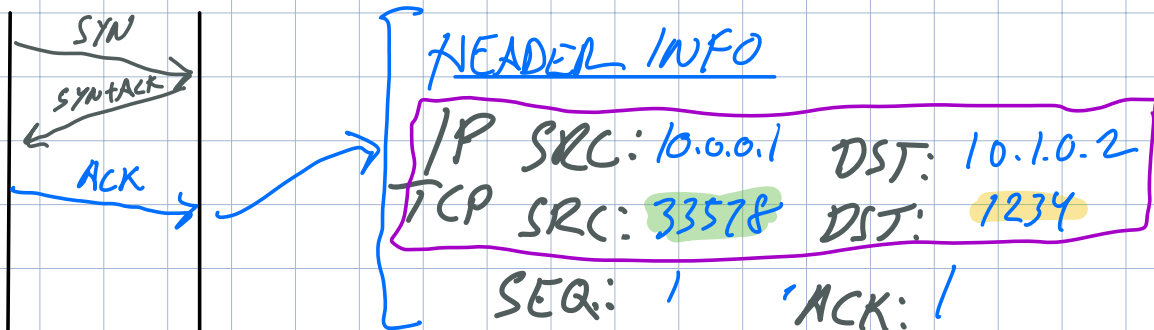 SYN
SYN+ACK
ACK
HEADER INFO
IP SRC: 10.0.0.1 DST: 10.1.0.2
TCP SRC: 33578 DST: 1234
SEQ.: 1 ACK: 1